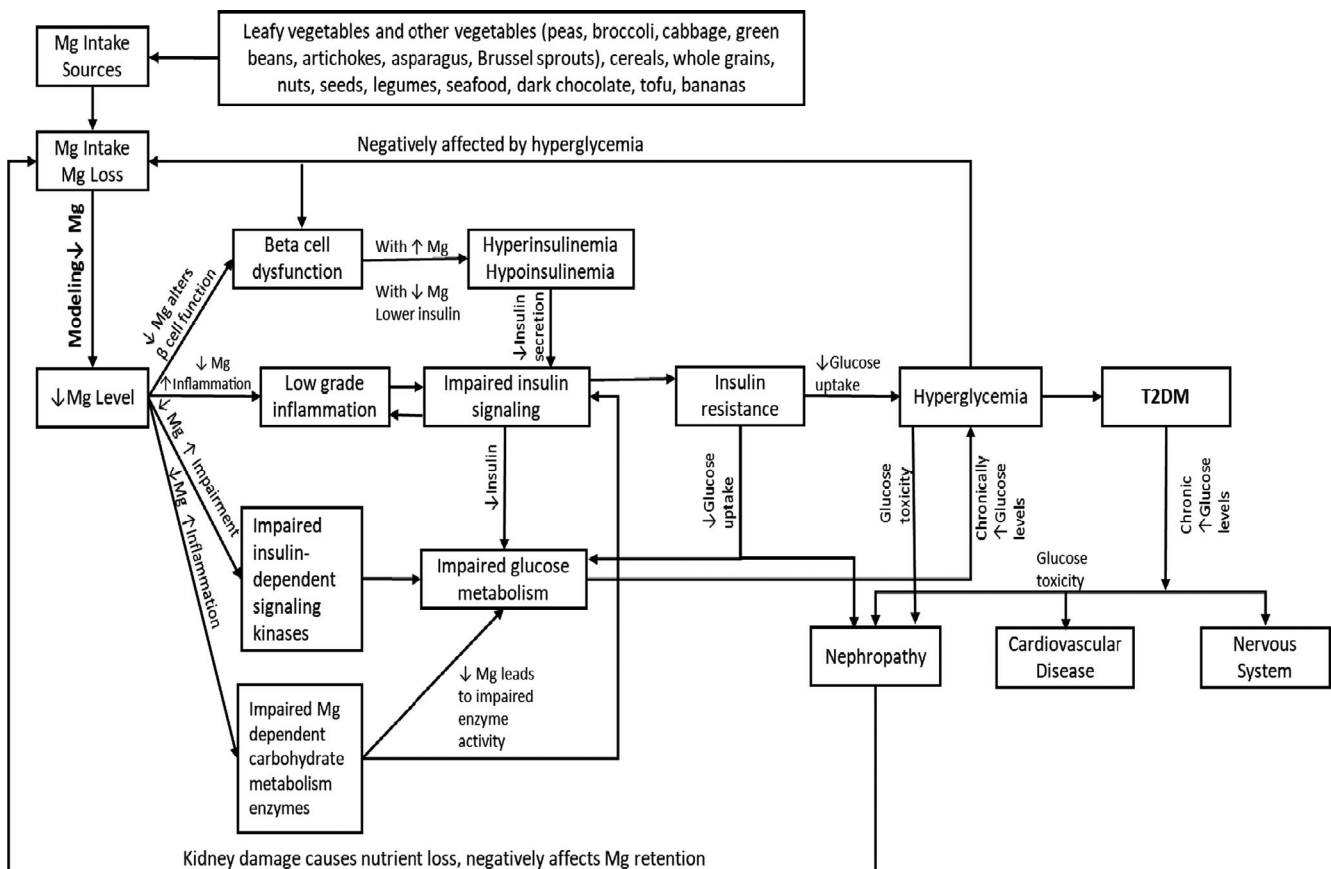 Mg Intake
Sources
Leafy vegetables and other vegetables (peas, broccoli, cabbage, green
beans, artichokes, asparagus, Brussel sprouts), cereals, whole grains,
nuts, seeds, legumes, seafood, dark chocolate, tofu, bananas
Mg Intake
Mg Loss
Negatively affected by hyperglycemia
Modeling↓ Mg
Beta cell
dysfunction
With ↑ Mg
With ↓ Mg
Lower insulin
Hyperinsulinemia
Hypoinsulinemia
↓ Mg alters
β cell function
↓Insulin
secretion
↓Mg Level
↓ Mg
↑Inflammation
Low grade
inflammation
Impaired insulin
signaling
Insulin
resistance
↓Glucose
uptake
Hyperglycemia
T2DM
↓ Mg ↑ Impairment
↓Mg ↑Inflammation
↓Insulin
↓Glucose
uptake
Glucose
toxicity
Chronically
↑Glucose
levels
Chronic
↑Glucose
levels
Impaired
insulin-
dependent
signaling
kinases
Impaired glucose
metabolism
Glucose
toxicity
Nephropathy
Cardiovascular
Disease
Nervous
System
↓ Mg leads
to impaired
enzyme
activity
Impaired Mg
dependent
carbohydrate
metabolism
enzymes
Kidney damage causes nutrient loss, negatively affects Mg retention